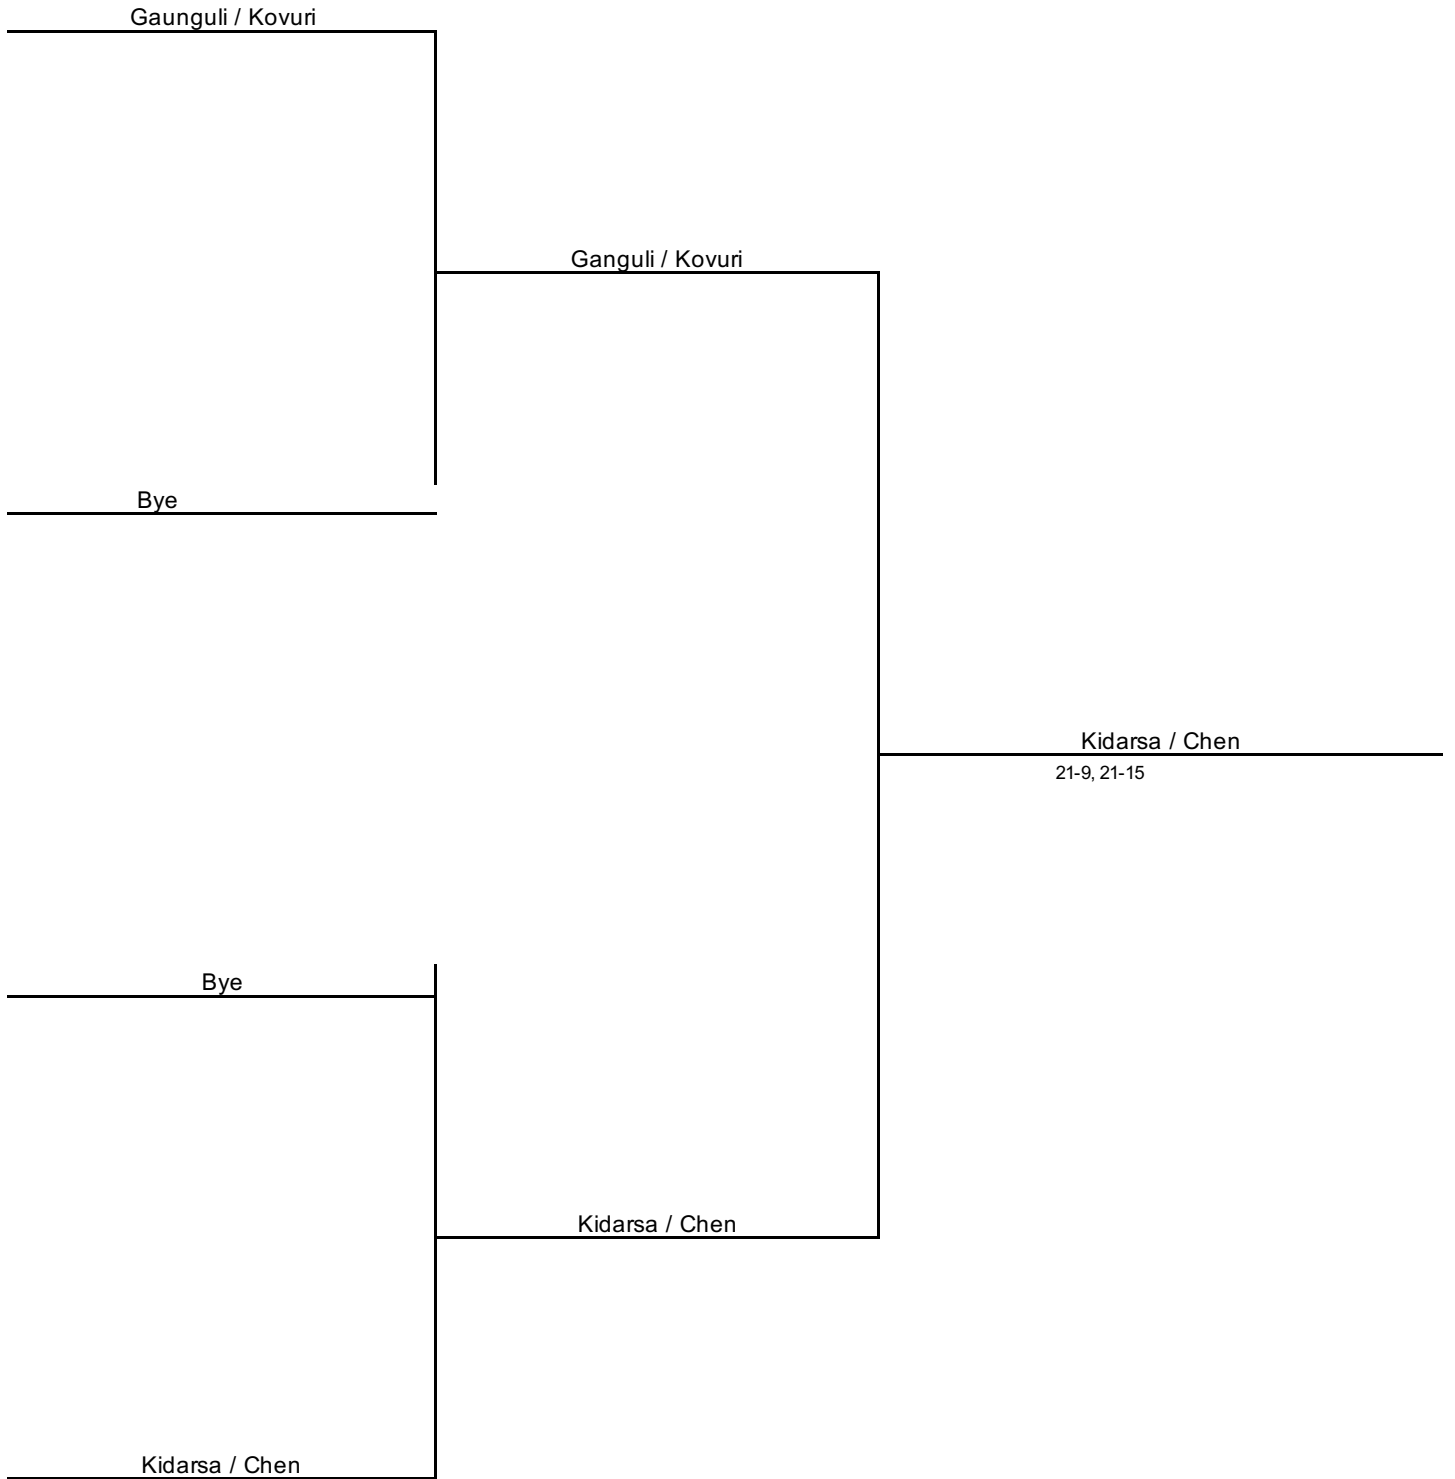 Gaunguli / Kovuri
Ganguli / Kovuri
Bye
Kidarsa / Chen
21-9, 21-15
Bye
Kidarsa / Chen
Kidarsa / Chen